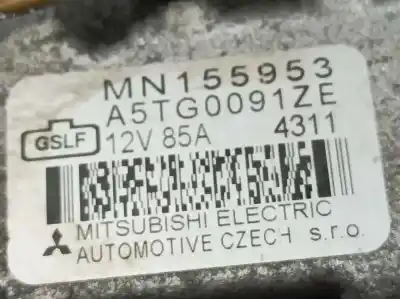 MN155953
A5TG0091ZE
GSLF 12V 85A 4311
MITSUBISHI ELECTRIC
AUTOMOTIVE CZECH s.r.o.